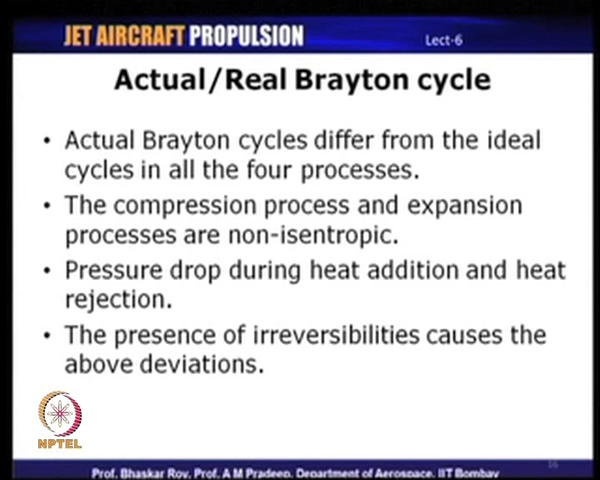 JET AIRCRAFT PROPULSION
Lect-6
Actual/Real Brayton cycle
• Actual Brayton cycles differ from the ideal
cycles in all the four processes.
• The compression process and expansion
processes are non-isentropic.
• Pressure drop during heat addition and heat
rejection.
• The presence of irreversibilities causes the
above deviations.
NPTEL
16
Prof. Bhaskar Roy, Prof. A M Pradeep, Department of Aerospace, IIT Bombay